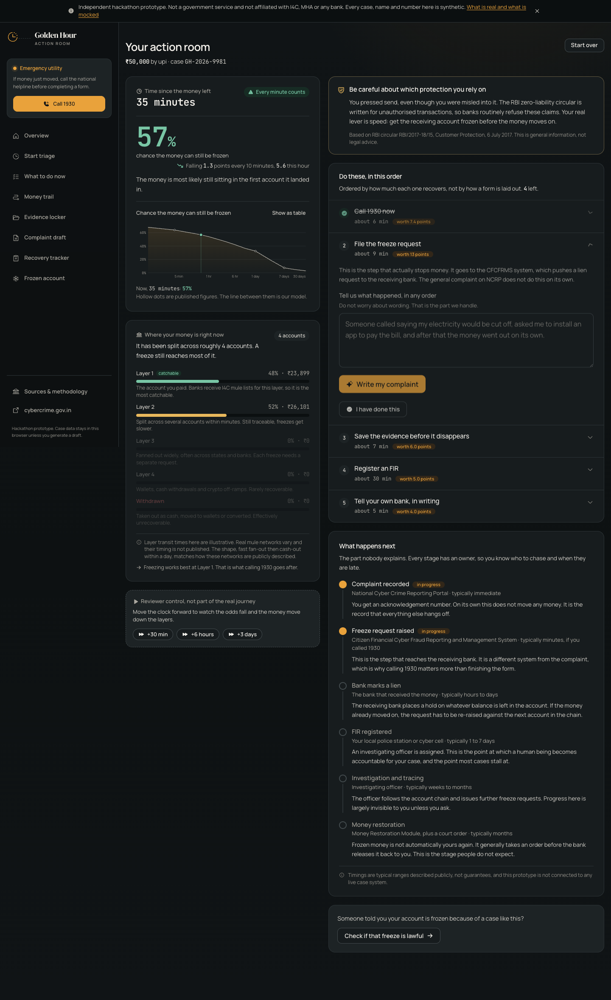 Independent hackathon prototype. Not a government service and not affiliated with I4C, MHA or any bank. Every case, name and number here is synthetic. What is real and what is
mocked
Golden Hour
ACTION ROOM
Emergency utility
If money just moved, call the national
helpline before completing a form.
Call 1930
Overview
Start triage
What to do now
Money trail
Evidence locker
Complaint draft
Recovery tracker
Frozen account
Sources & methodology
cybercrime.gov.in
Hackathon prototype. Case data stays in this
browser unless you generate a draft.
Your action room
Start over
₹50,000 by upi · case GH-2026-9981
Time since the money left
Every minute counts
35 minutes
57%
chance the money can still be frozen
Falling 1.3 points every 10 minutes, 5.6 this hour
The money is most likely still sitting in the first account it landed
in.
Chance the money can still be frozen
Show as table
60%
40%
20%
0%
5 min
1 hr
6 hr
1 day
7 days
30 days
Now, 35 minutes: 57%
Hollow dots are published figures. The line between them is our model.
Where your money is right now
4 accounts
It has been split across roughly 4 accounts. A
freeze still reaches most of it.
Layer 1 catchable 48% · ₹23,899
The account you paid. Banks receive I4C mule lists for this layer, so it is the
most catchable.
Layer 2 52% · ₹26,101
Split across several accounts within minutes. Still traceable, freezes get
slower.
Layer 3 0% · ₹0
Fanned out widely, often across states and banks. Each freeze needs a
separate request.
Layer 4 0% · ₹0
Wallets, cash withdrawals and crypto off-ramps. Rarely recoverable.
Withdrawn 0% · ₹0
Taken out as cash, moved to wallets or converted. Effectively
unrecoverable.
Layer transit times here are illustrative. Real mule networks vary and
their timing is not published. The shape, fast fan-out then cash-out
within a day, matches how these networks are publicly described.
Freezing works best at Layer 1. That is what calling 1930 goes after.
Reviewer control, not part of the real journey
Move the clock forward to watch the odds fall and the money move
down the layers.
+30 min
+6 hours
+3 days
Be careful about which protection you rely on
You pressed send, even though you were misled into it. The RBI zero-liability circular is
written for unauthorised transactions, so banks routinely refuse these claims. Your real
lever is speed: get the receiving account frozen before the money moves on.
Based on RBI circular RBI/2017-18/15, Customer Protection, 6 July 2017. This is general information, not
legal advice.
Do these, in this order
Ordered by how much each one recovers, not by how a form is laid out. 4 left.
Call 1930 now
about 6 min worth 7.4 points
2 File the freeze request
about 9 min worth 13 points
This is the step that actually stops money. It goes to the CFCFRMS system, which pushes a lien
request to the receiving bank. The general complaint on NCRP does not do this on its own.
Tell us what happened, in any order
Do not worry about wording. That is the part we handle.
Someone called saying my electricity would be cut off, asked me to install an
app to pay the bill, and after that the money went out on its own.
Write my complaint
I have done this
3 Save the evidence before it disappears
about 7 min worth 6.0 points
4 Register an FIR
about 30 min worth 5.0 points
5 Tell your own bank, in writing
about 5 min worth 4.0 points
What happens next
The part nobody explains. Every stage has an owner, so you know who to chase and when they
are late.
Complaint recorded in progress
National Cyber Crime Reporting Portal · typically immediate
You get an acknowledgement number. On its own this does not move any money. It is the
record that everything else hangs off.
Freeze request raised in progress
Citizen Financial Cyber Fraud Reporting and Management System · typically minutes, if you
called 1930
This is the step that reaches the receiving bank. It is a different system from the complaint,
which is why calling 1930 matters more than finishing the form.
Bank marks a lien
The bank that received the money · typically hours to days
The receiving bank places a hold on whatever balance is left in the account. If the money
already moved on, the request has to be re-raised against the next account in the chain.
FIR registered
Your local police station or cyber cell · typically 1 to 7 days
An investigating officer is assigned. This is the point at which a human being becomes
accountable for your case, and the point most cases stall at.
Investigation and tracing
Investigating officer · typically weeks to months
The officer follows the account chain and issues further freeze requests. Progress here is
largely invisible to you unless you ask.
Money restoration
Money Restoration Module, plus a court order · typically months
Frozen money is not automatically yours again. It generally takes an order before the bank
releases it back to you. This is the stage people do not expect.
Timings are typical ranges described publicly, not guarantees, and this prototype is not connected to any
live case system.
Someone told you your account is frozen because of a case like this?
Check if that freeze is lawful